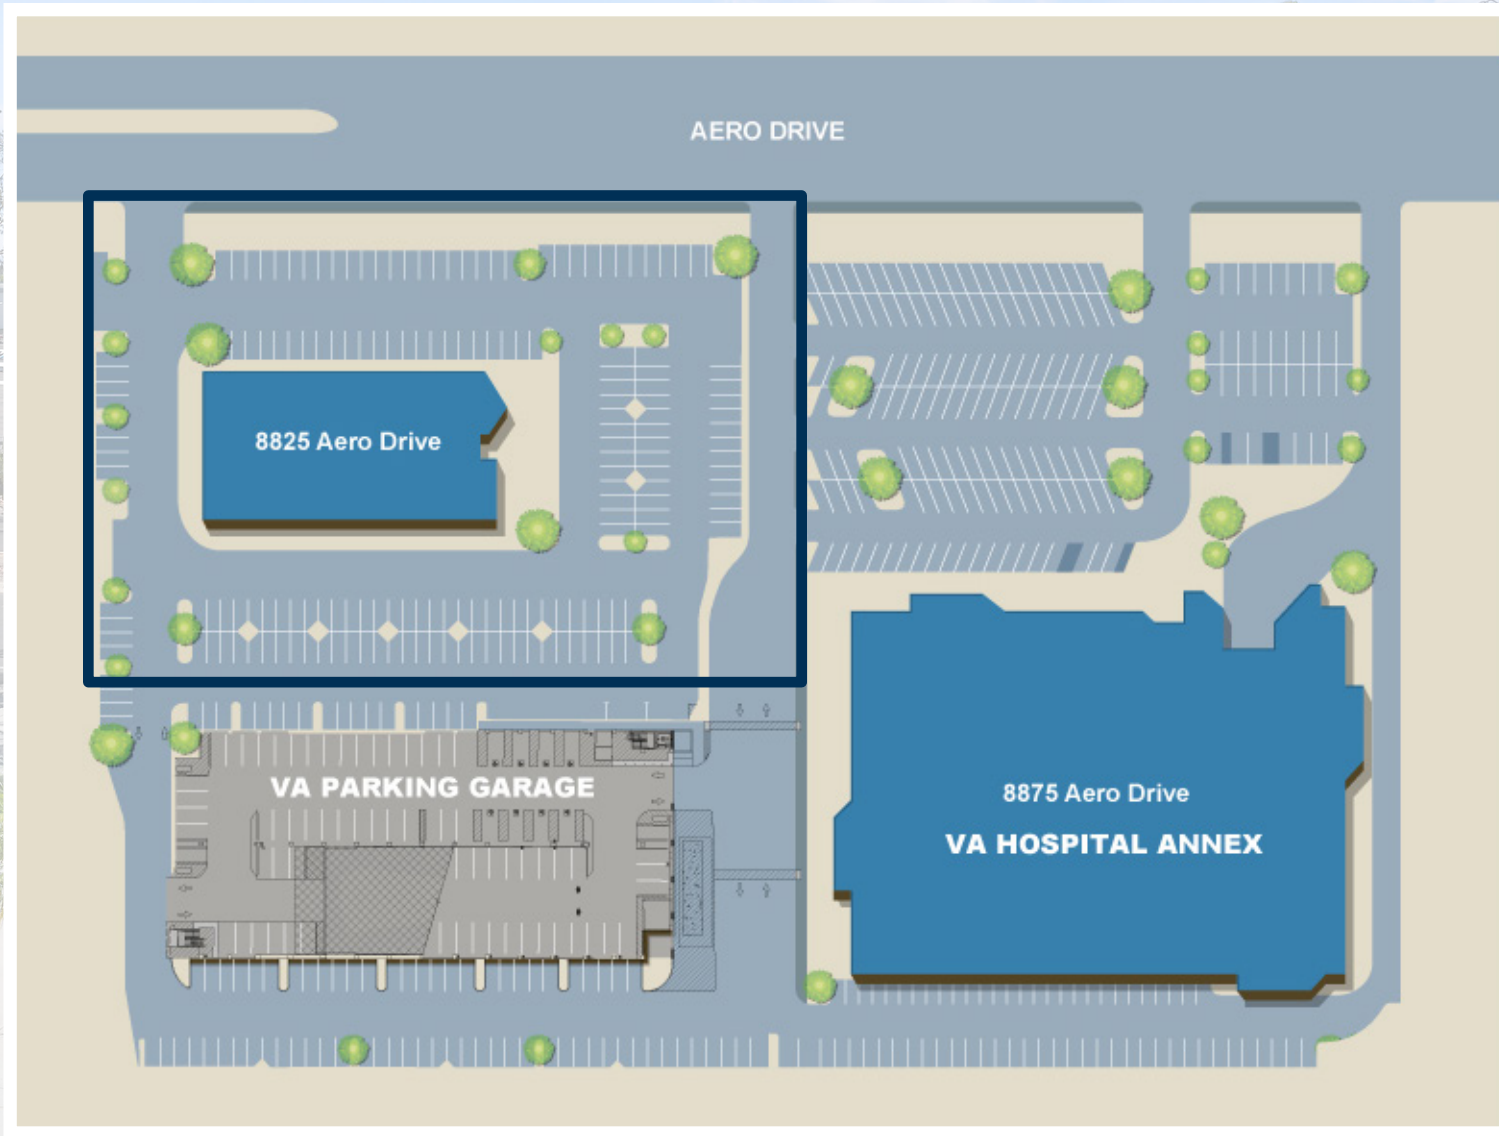 AERO DRIVE
8825 Aero Drive
VA PARKING GARAGE
8875 Aero Drive
VA HOSPITAL ANNEX